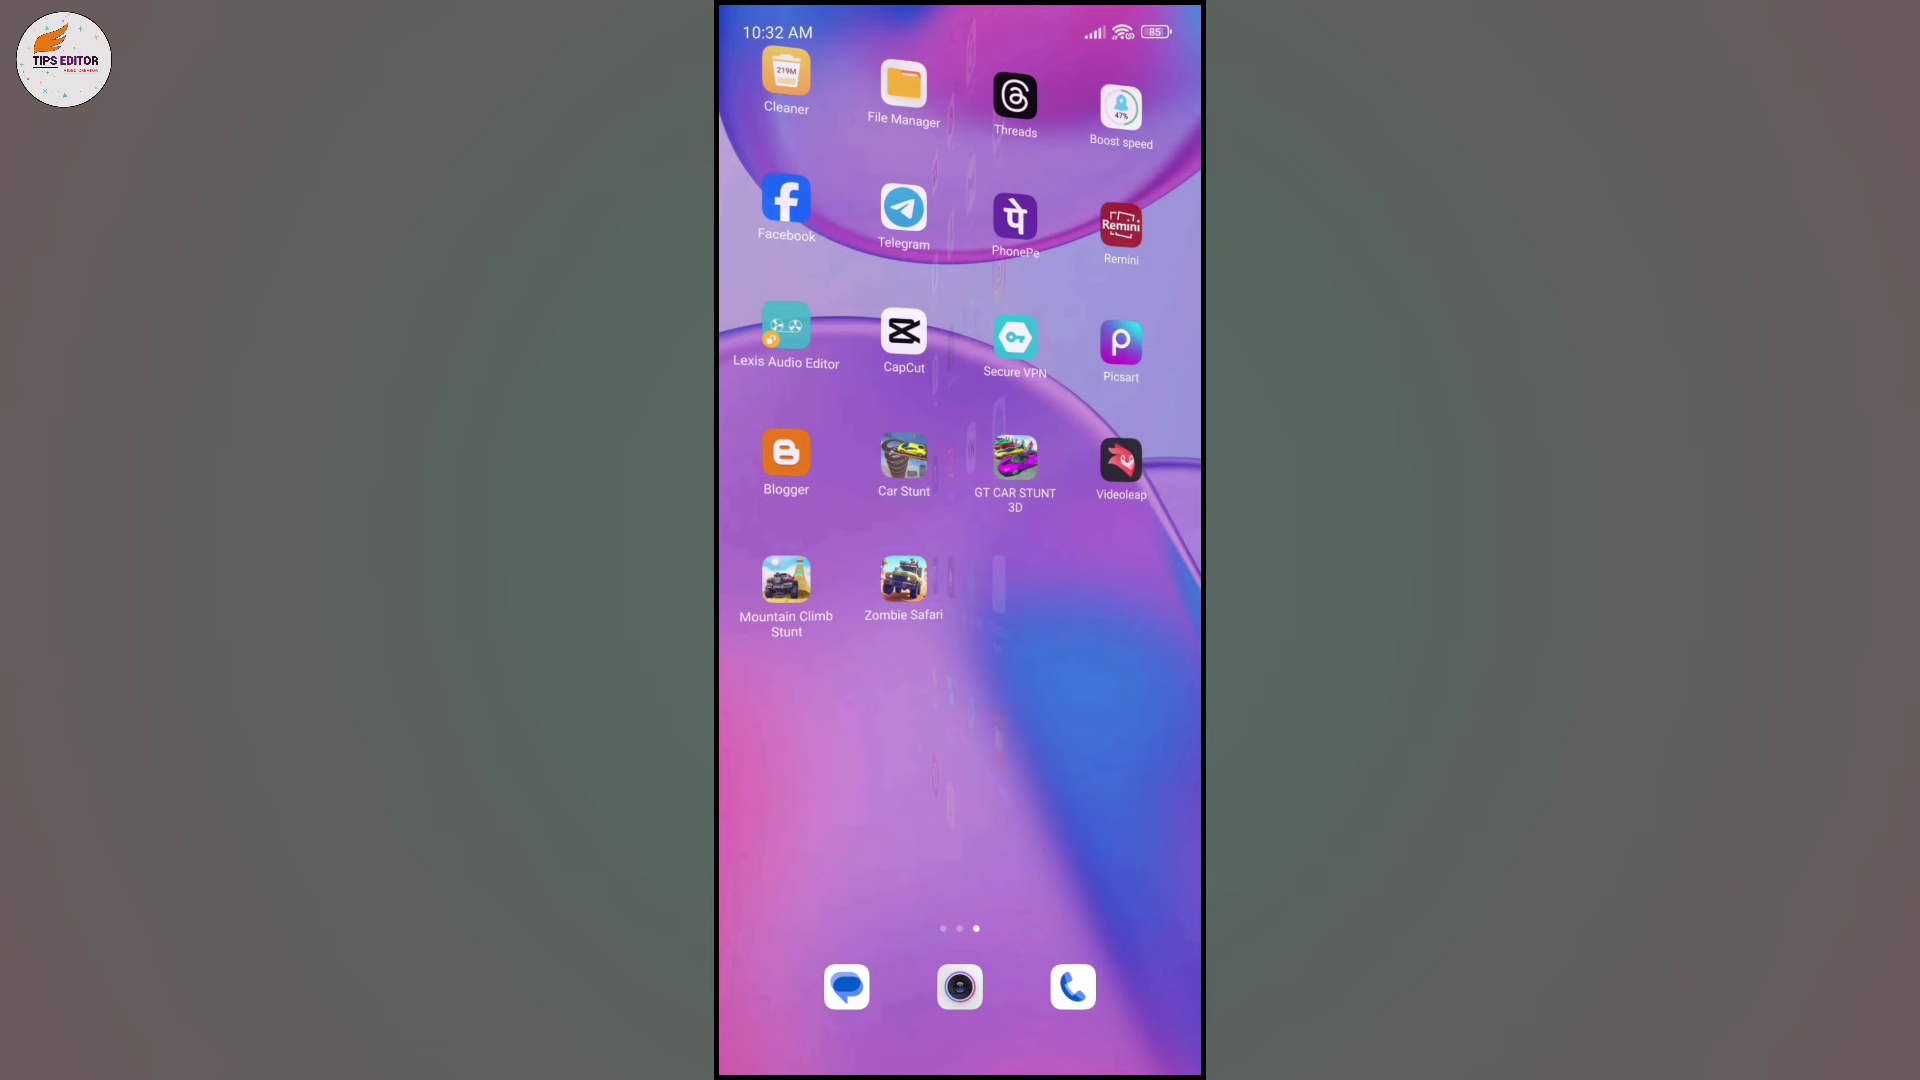 TIPS EDITOR
VIDEO CREATOR
10:32 AM
85
219M
Cleaner
File Manager
Threads
47%
Boost speed
Facebook
Telegram
पे
PhonePe
Remini
Remini
Lexis Audio Editor
CapCut
Secure VPN
Picsart
Blogger
Car Stunt
GT CAR STUNT
3D
Videoleap
Mountain Climb
Stunt
Zombie Safari